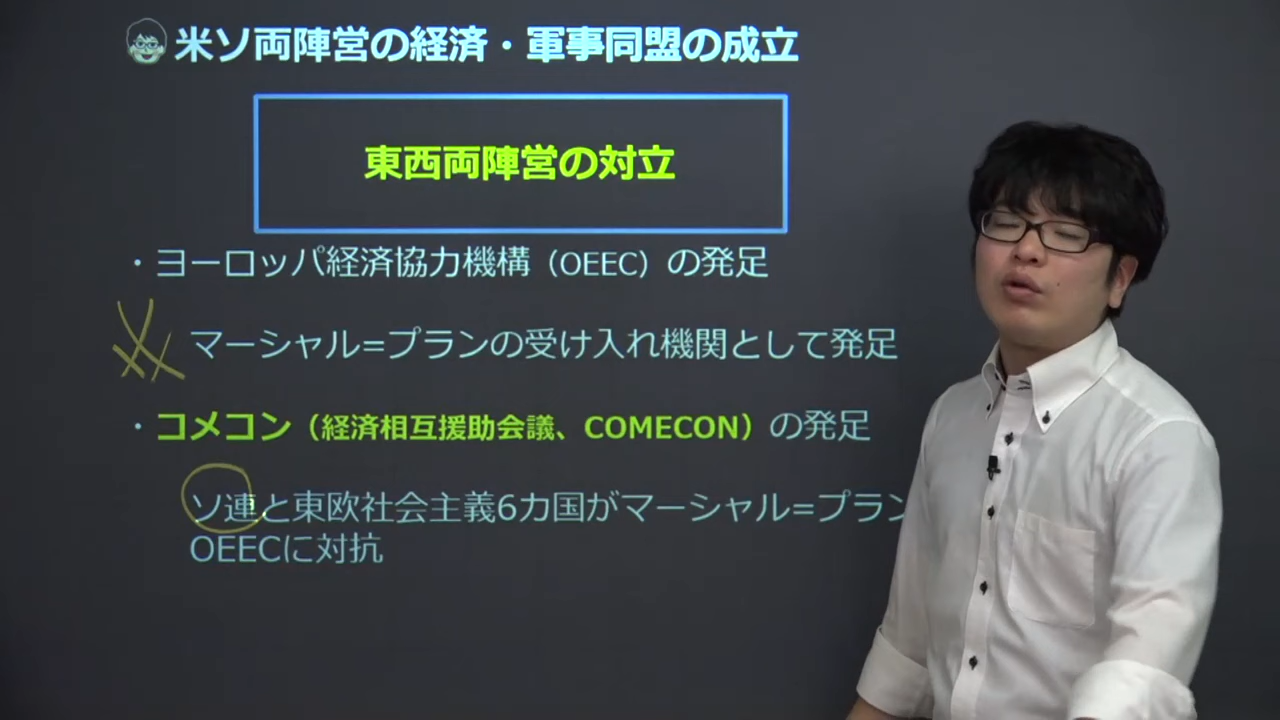 米ソ両陣営の経済・軍事同盟の成立
東西両陣営の対立
・ヨーロッパ経済協力機構（OEEC）の発足
マーシャル=プランの受け入れ機関として発足
・コメコン（経済相互援助会議、COMECON）の発足
ソ連と東欧社会主義6カ国がマーシャル=プラン
OEECに対抗